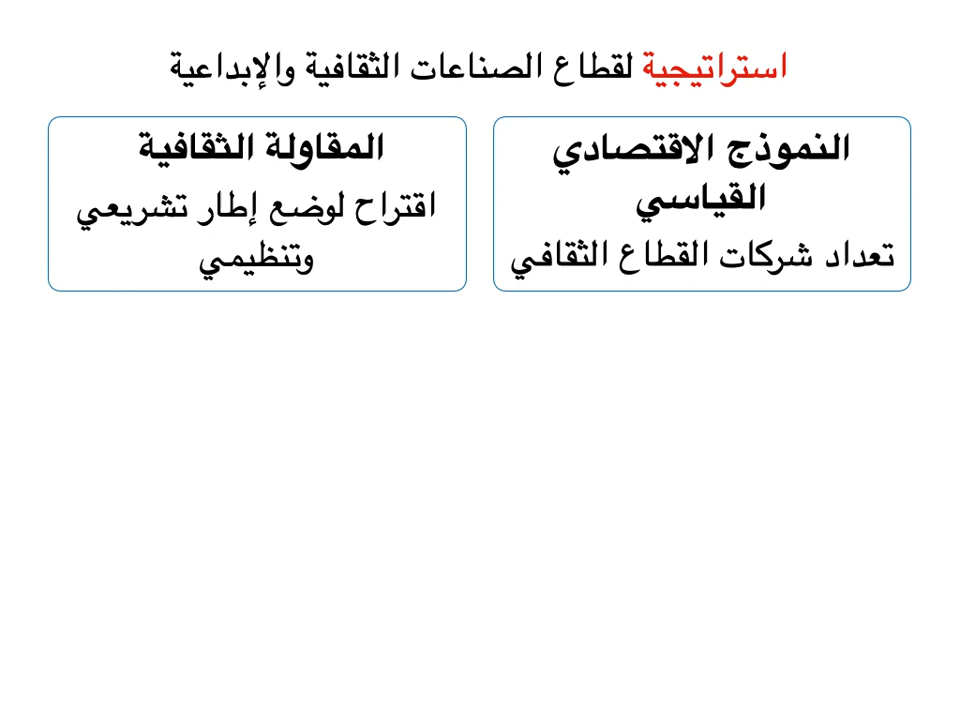 استراتيجية لقطاع الصناعات الثقافية والإبداعية
النموذج الاقتصادي
القياسي
تعداد شركات القطاع الثقافي
المقاولة الثقافية
اقتراح لوضع إطار تشريعي
وتنظيمي